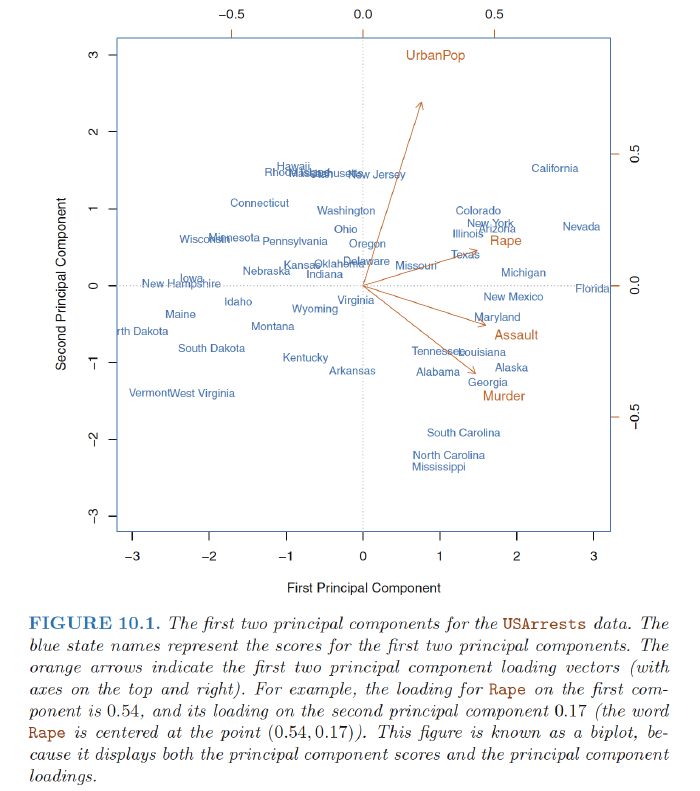 −0.5 0.0 0.5
3
UrbanPop
2
0.5
California
Hawaii
Rhode Island Massachusetts New Jersey
Connecticut
1
Washington
Colorado
New York
Nevada
Ohio
Arizona
Illinois
Wisconsin Minnesota Pennsylvania
Rape
Oregon
Texas
Kansas Oklahoma Delaware Missouri
Nebraska Indiana
Michigan
Iowa
0
New Hampshire
Florida
0.0
Virginia
New Mexico
Idaho
Wyoming
Maine
Maryland
Montana
rth Dakota
Assault
South Dakota
Tennessee Louisiana
Kentucky
−1
Arkansas
Alabama
Alaska
Georgia
Vermont West Virginia
Murder
−0.5
South Carolina
−2
North Carolina
Mississippi
−3
−3 −2 −1 0 1 2 3
Second Principal Component
First Principal Component
FIGURE 10.1. The first two principal components for the USArrests data. The
blue state names represent the scores for the first two principal components. The
orange arrows indicate the first two principal component loading vectors (with
axes on the top and right). For example, the loading for Rape on the first com-
ponent is 0.54, and its loading on the second principal component 0.17 (the word
Rape is centered at the point (0.54, 0.17)). This figure is known as a biplot, be-
cause it displays both the principal component scores and the principal component
loadings.